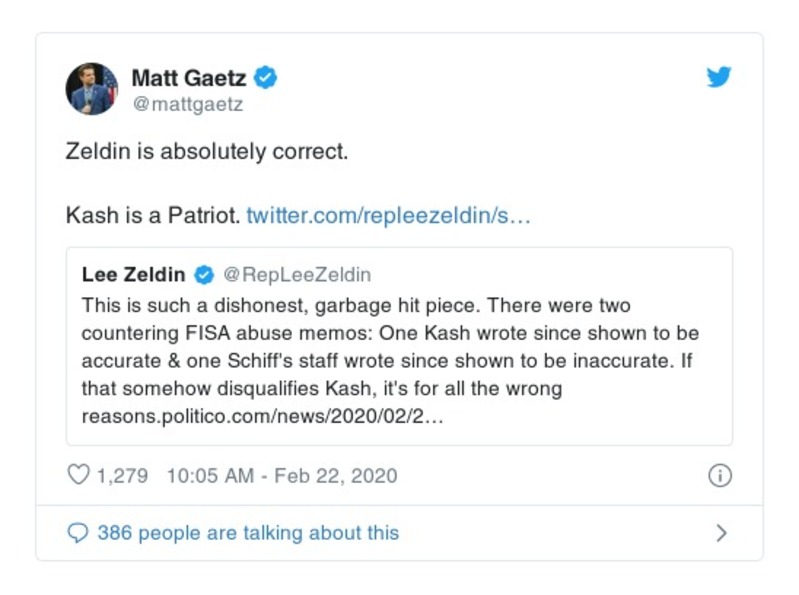 Matt Gaetz
@mattgaetz
Zeldin is absolutely correct.
Kash is a Patriot. twitter.com/repleezeldin/s…
Lee Zeldin @RepLeeZeldin
This is such a dishonest, garbage hit piece. There were two
countering FISA abuse memos: One Kash wrote since shown to be
accurate & one Schiff's staff wrote since shown to be inaccurate. If
that somehow disqualifies Kash, it's for all the wrong
reasons.politico.com/news/2020/02/2…
1,279 10:05 AM - Feb 22, 2020
386 people are talking about this